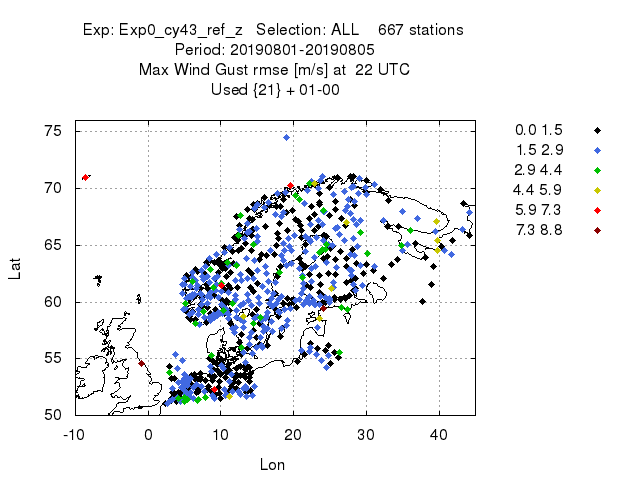 Exp: Exp0_cy43_ref_z Selection: ALL 667 stations
Period: 20190801-20190805
Max Wind Gust rmse [m/s] at 22 UTC
Used {21} + 01-00
75
70
65
60
55
50
-10 0 10 20 30 40
Lat
Lon
0.0 1.5
1.5 2.9
2.9 4.4
4.4 5.9
5.9 7.3
7.3 8.8